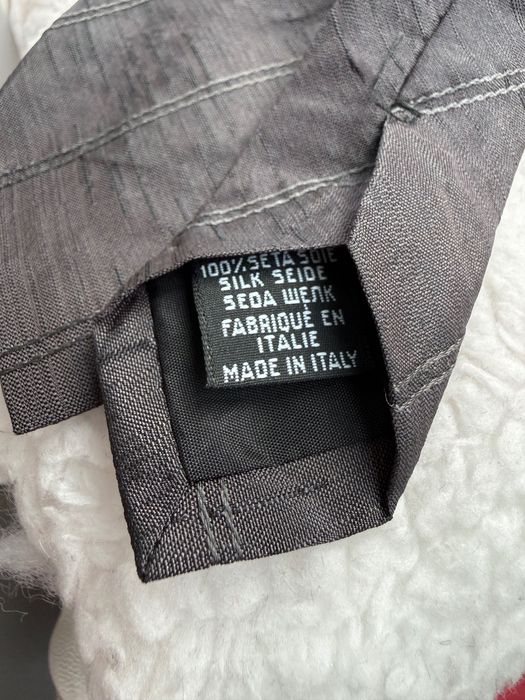 100% SETA SOIE
SILK SEIDE
SEDA ШЕЛК
FABRIQUÉ EN
ITALIE
MADE IN ITALY